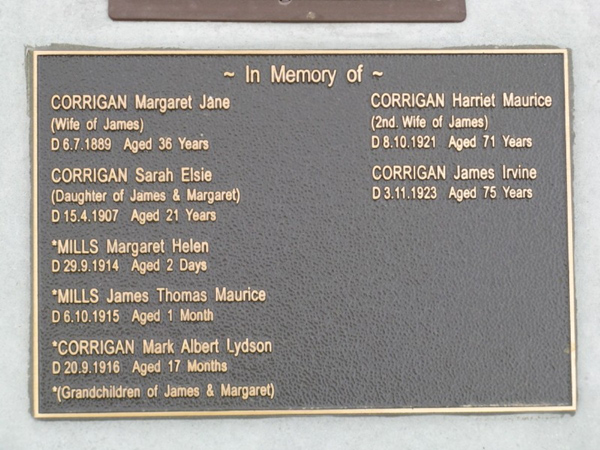 ~ In Memory of ~
CORRIGAN Margaret Jane
(Wife of James)
D 6.7.1889 Aged 36 Years
CORRIGAN Sarah Elsie
(Daughter of James & Margaret)
D 15.4.1907 Aged 21 Years
*MILLS Margaret Helen
D 29.9.1914 Aged 2 Days
*MILLS James Thomas Maurice
D 6.10.1915 Aged 1 Month
*CORRIGAN Mark Albert Lydson
D 20.9.1916 Aged 17 Months
*(Grandchildren of James & Margaret)
CORRIGAN Harriet Maurice
(2nd. Wife of James)
D 8.10.1921 Aged 71 Years
CORRIGAN James Irvine
D 3.11.1923 Aged 75 Years